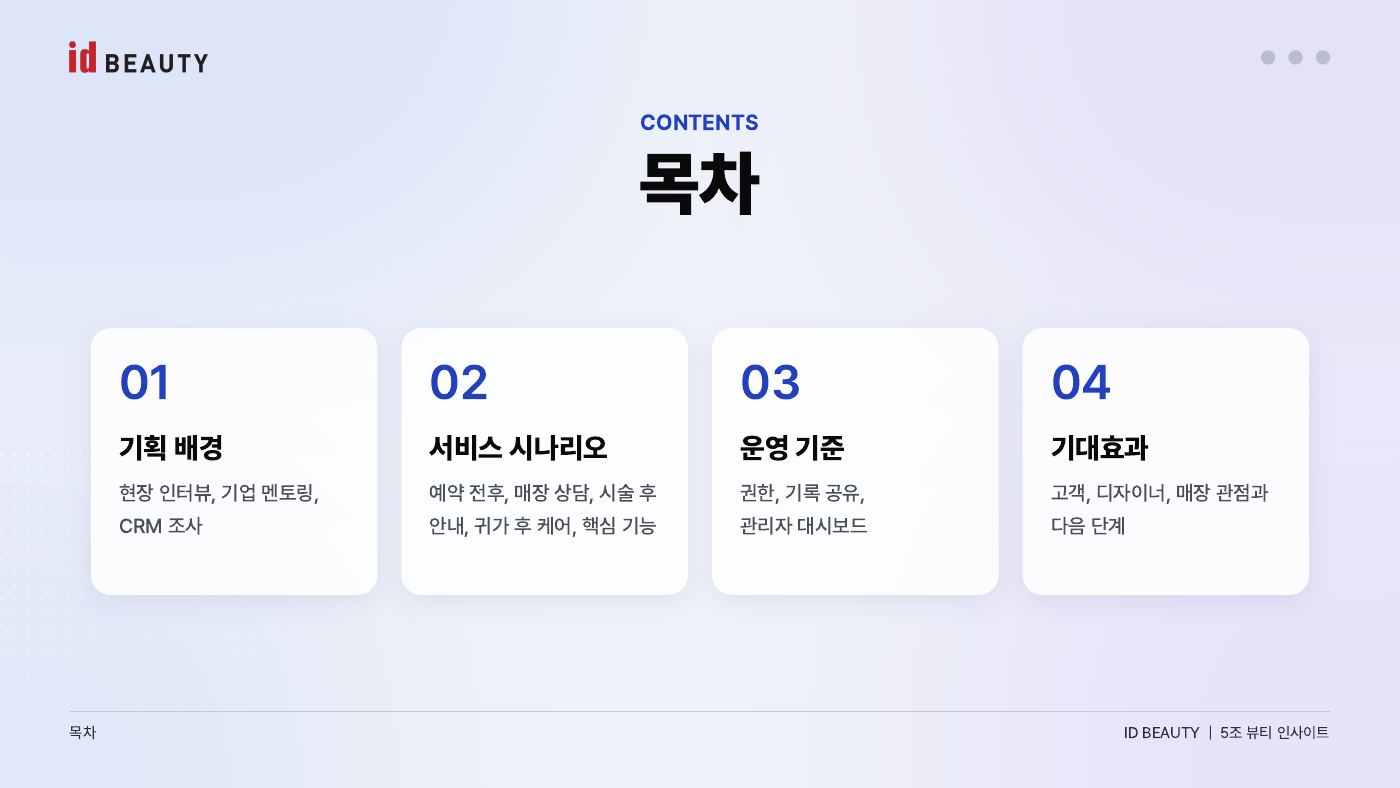 id BEAUTY
CONTENTS
목차
01
기획 배경
현장 인터뷰, 기업 멘토링,
CRM 조사
02
서비스 시나리오
예약 전후, 매장 상담, 시술 후
안내, 귀가 후 케어, 핵심 기능
03
운영 기준
권한, 기록 공유,
관리자 대시보드
04
기대효과
고객, 디자이너, 매장 관점과
다음 단계
목차
ID BEAUTY | 5조 뷰티 인사이트